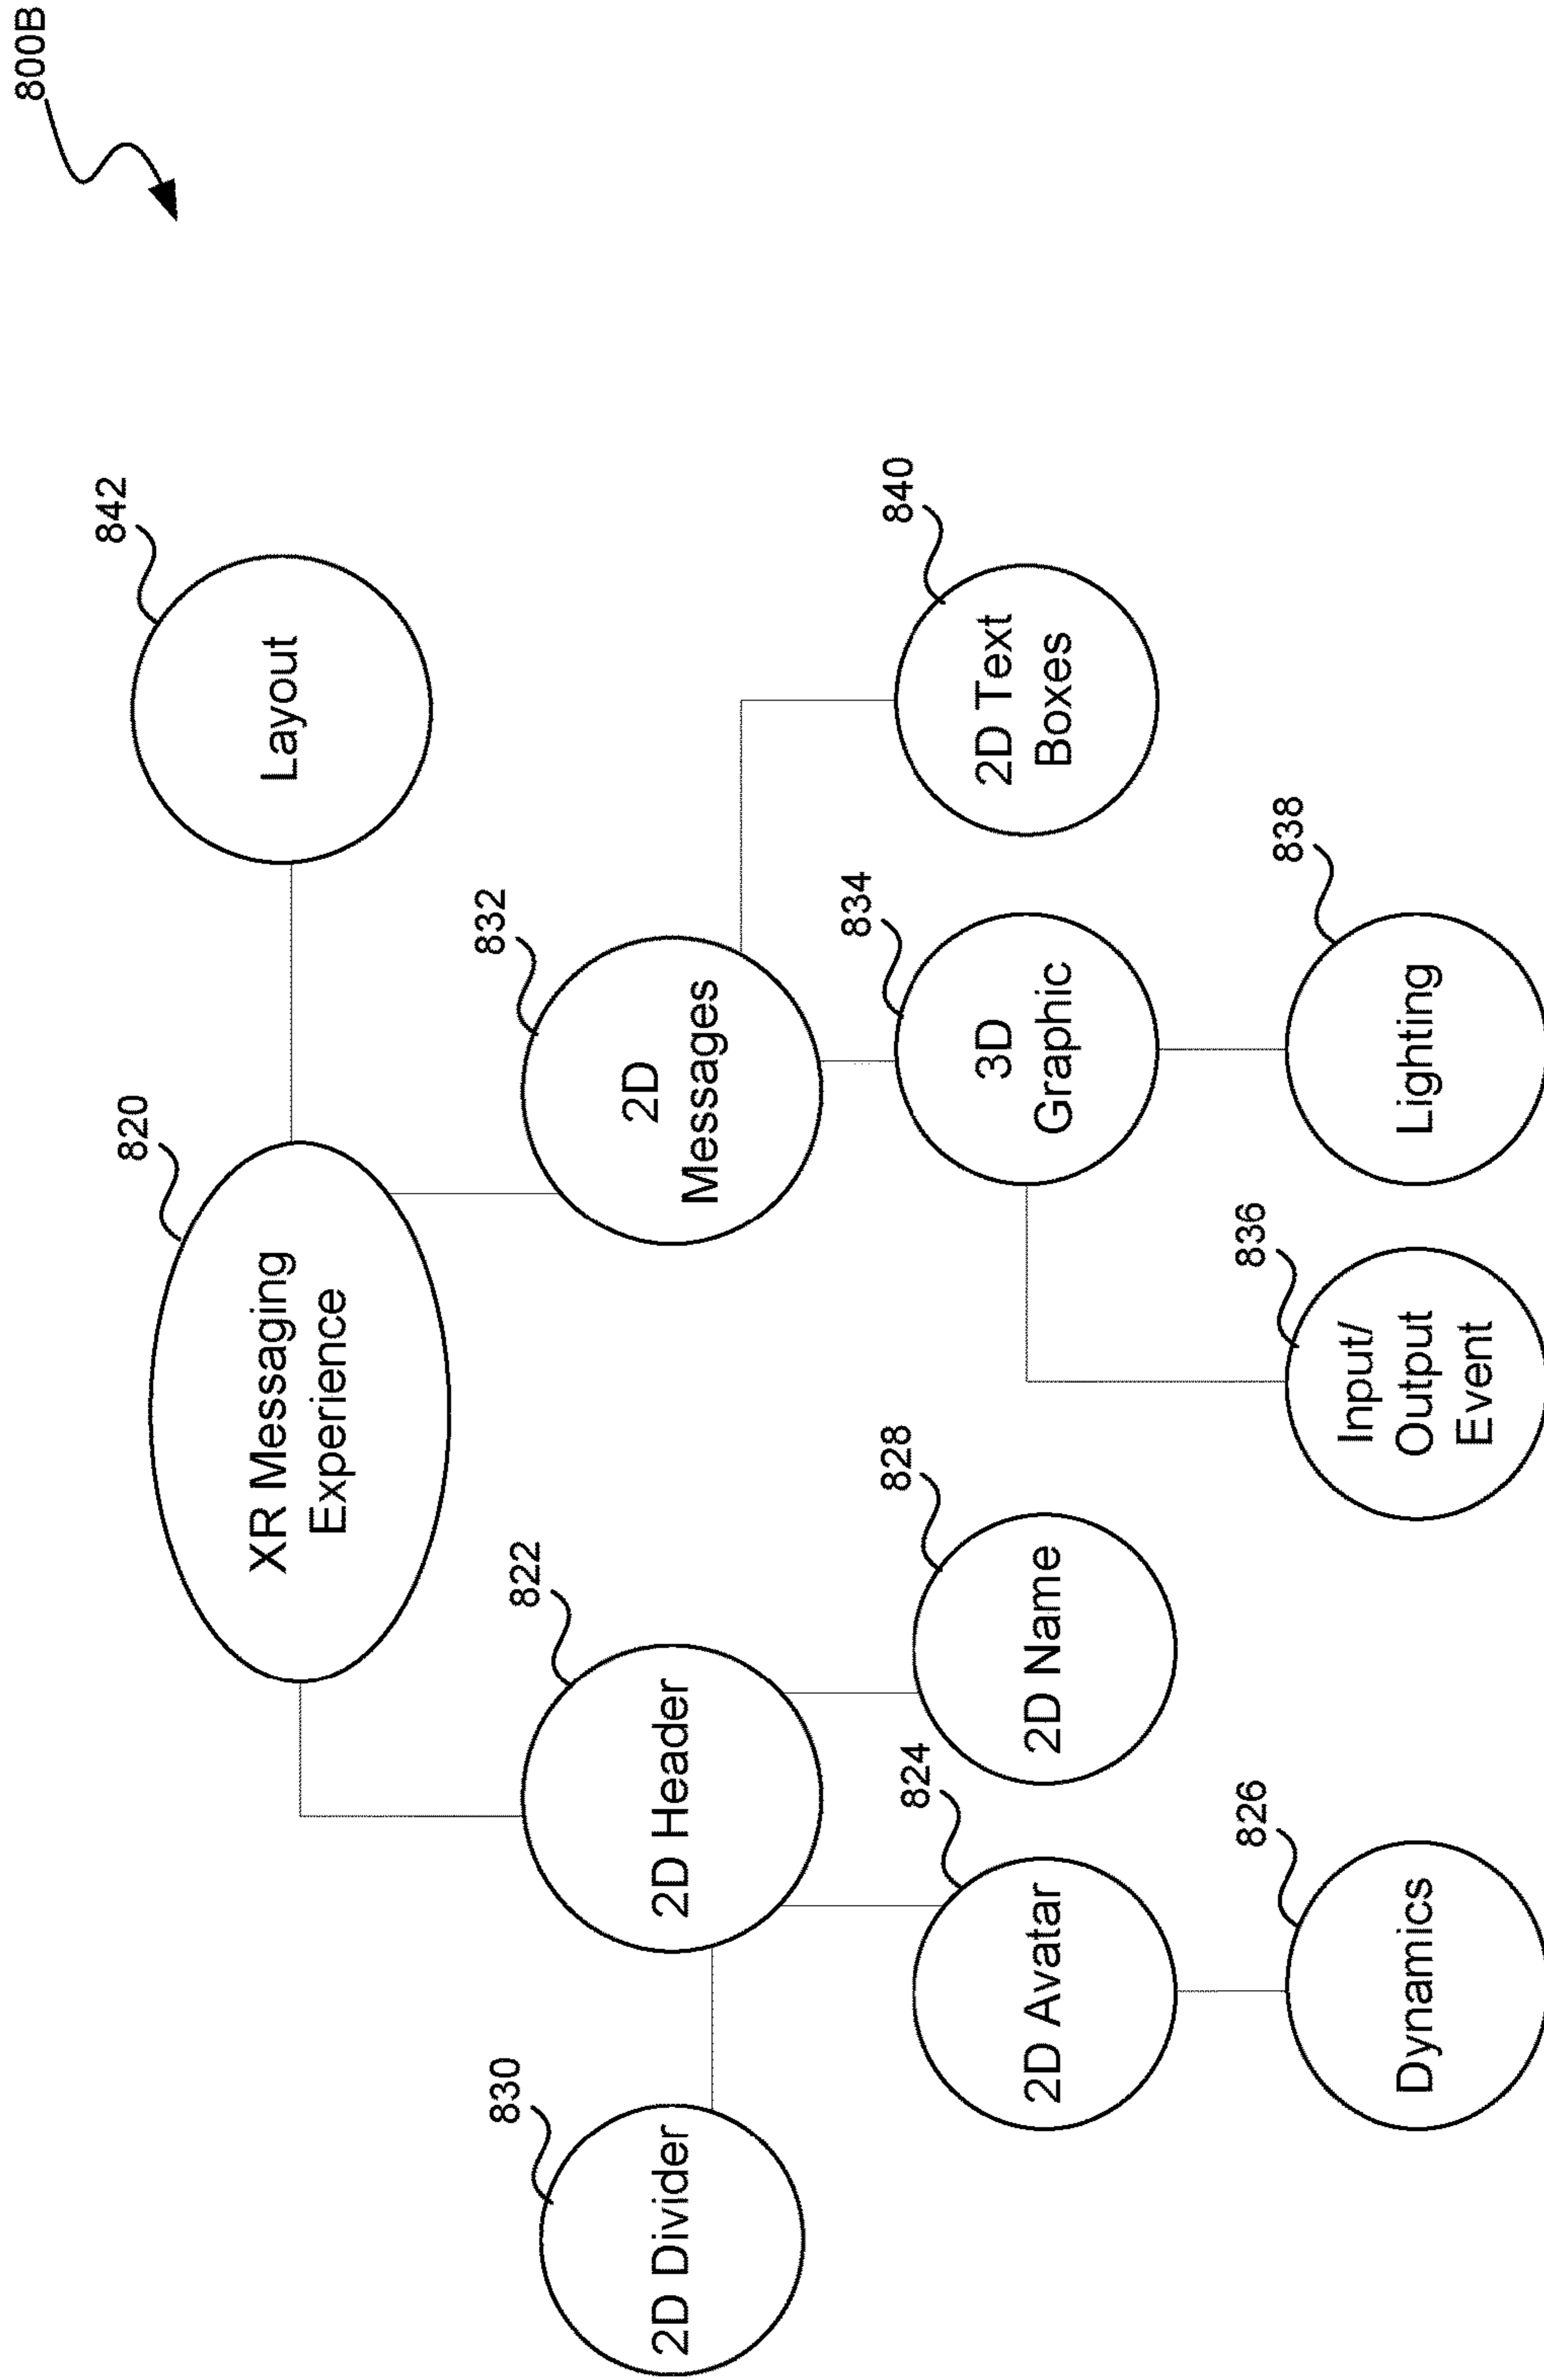 800B
820
XR Messaging
Experience
842
Layout
830
2D Divider
822
2D Header
832
2D
Messages
824
2D Avatar
828
2D Name
834
3D
Graphic
840
2D Text
Boxes
826
Dynamics
836
Input/
Output
Event
838
Lighting